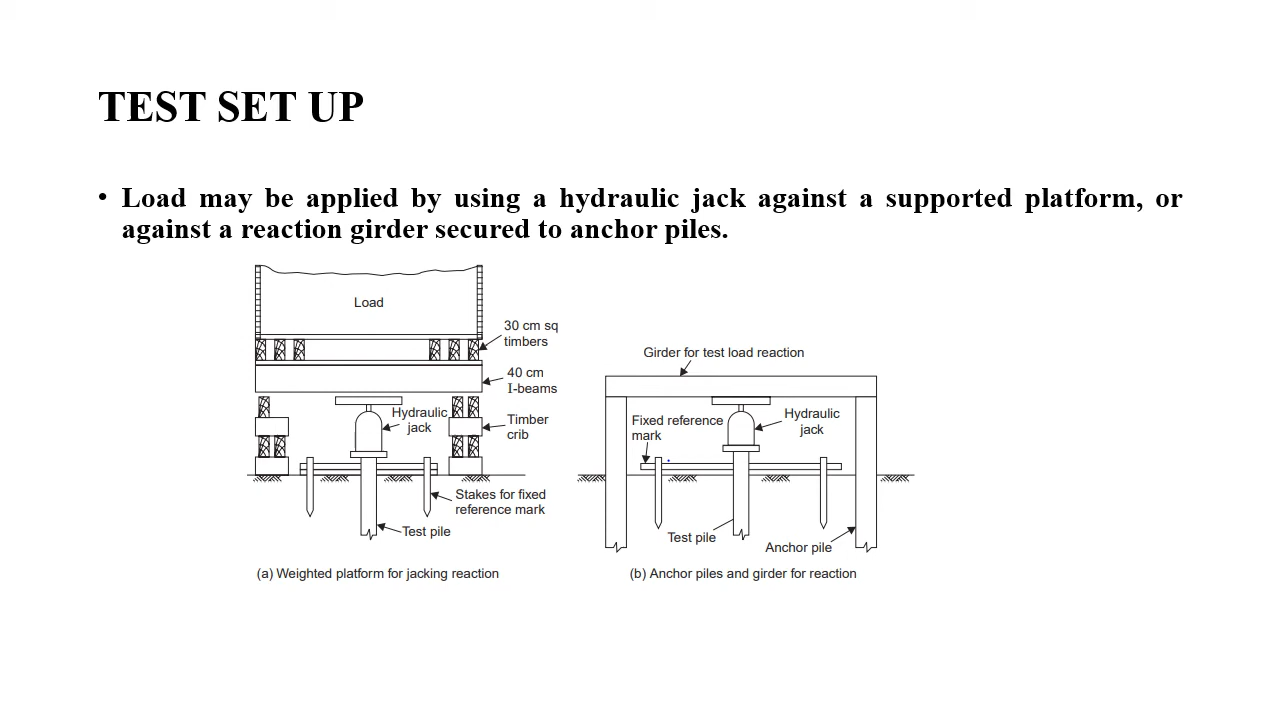 TEST SET UP
• Load may be applied by using a hydraulic jack against a supported platform, or
against a reaction girder secured to anchor piles.
Load
30 cm sq
timbers
40 cm
I-beams
Hydraulic
jack
Timber
crib
Stakes for fixed
reference mark
Test pile
(a) Weighted platform for jacking reaction
Girder for test load reaction
Fixed reference
mark
Hydraulic
jack
Test pile
Anchor pile
(b) Anchor piles and girder for reaction